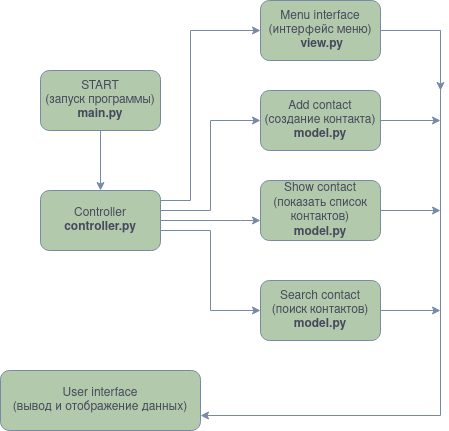 Menu interface
(интерфейс меню)
view.py
START
(запуск программы)
main.py
Add contact
(создание контакта)
model.py
Controller
controller.py
Show contact
(показать список
контактов)
model.py
Search contact
(поиск контактов)
model.py
User interface
(вывод и отображение данных)